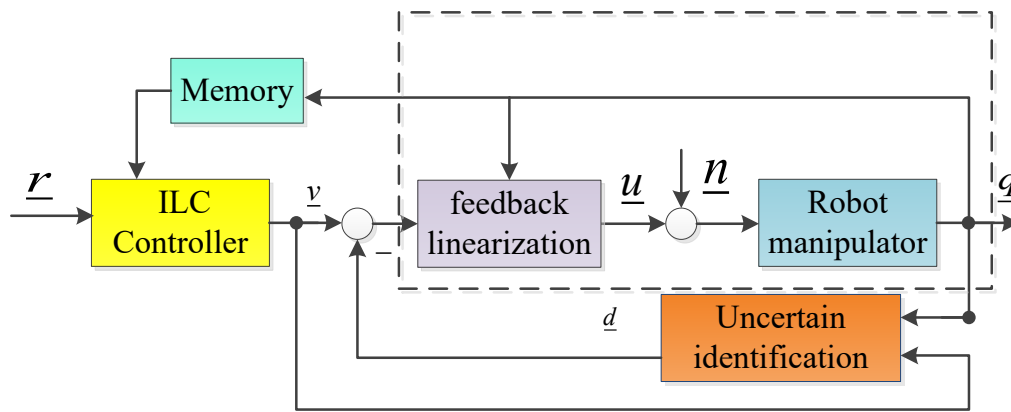 Memory
r
ILC
Controller
v
−
feedback
linearization
u
n
Robot
manipulator
q
d
Uncertain
identification